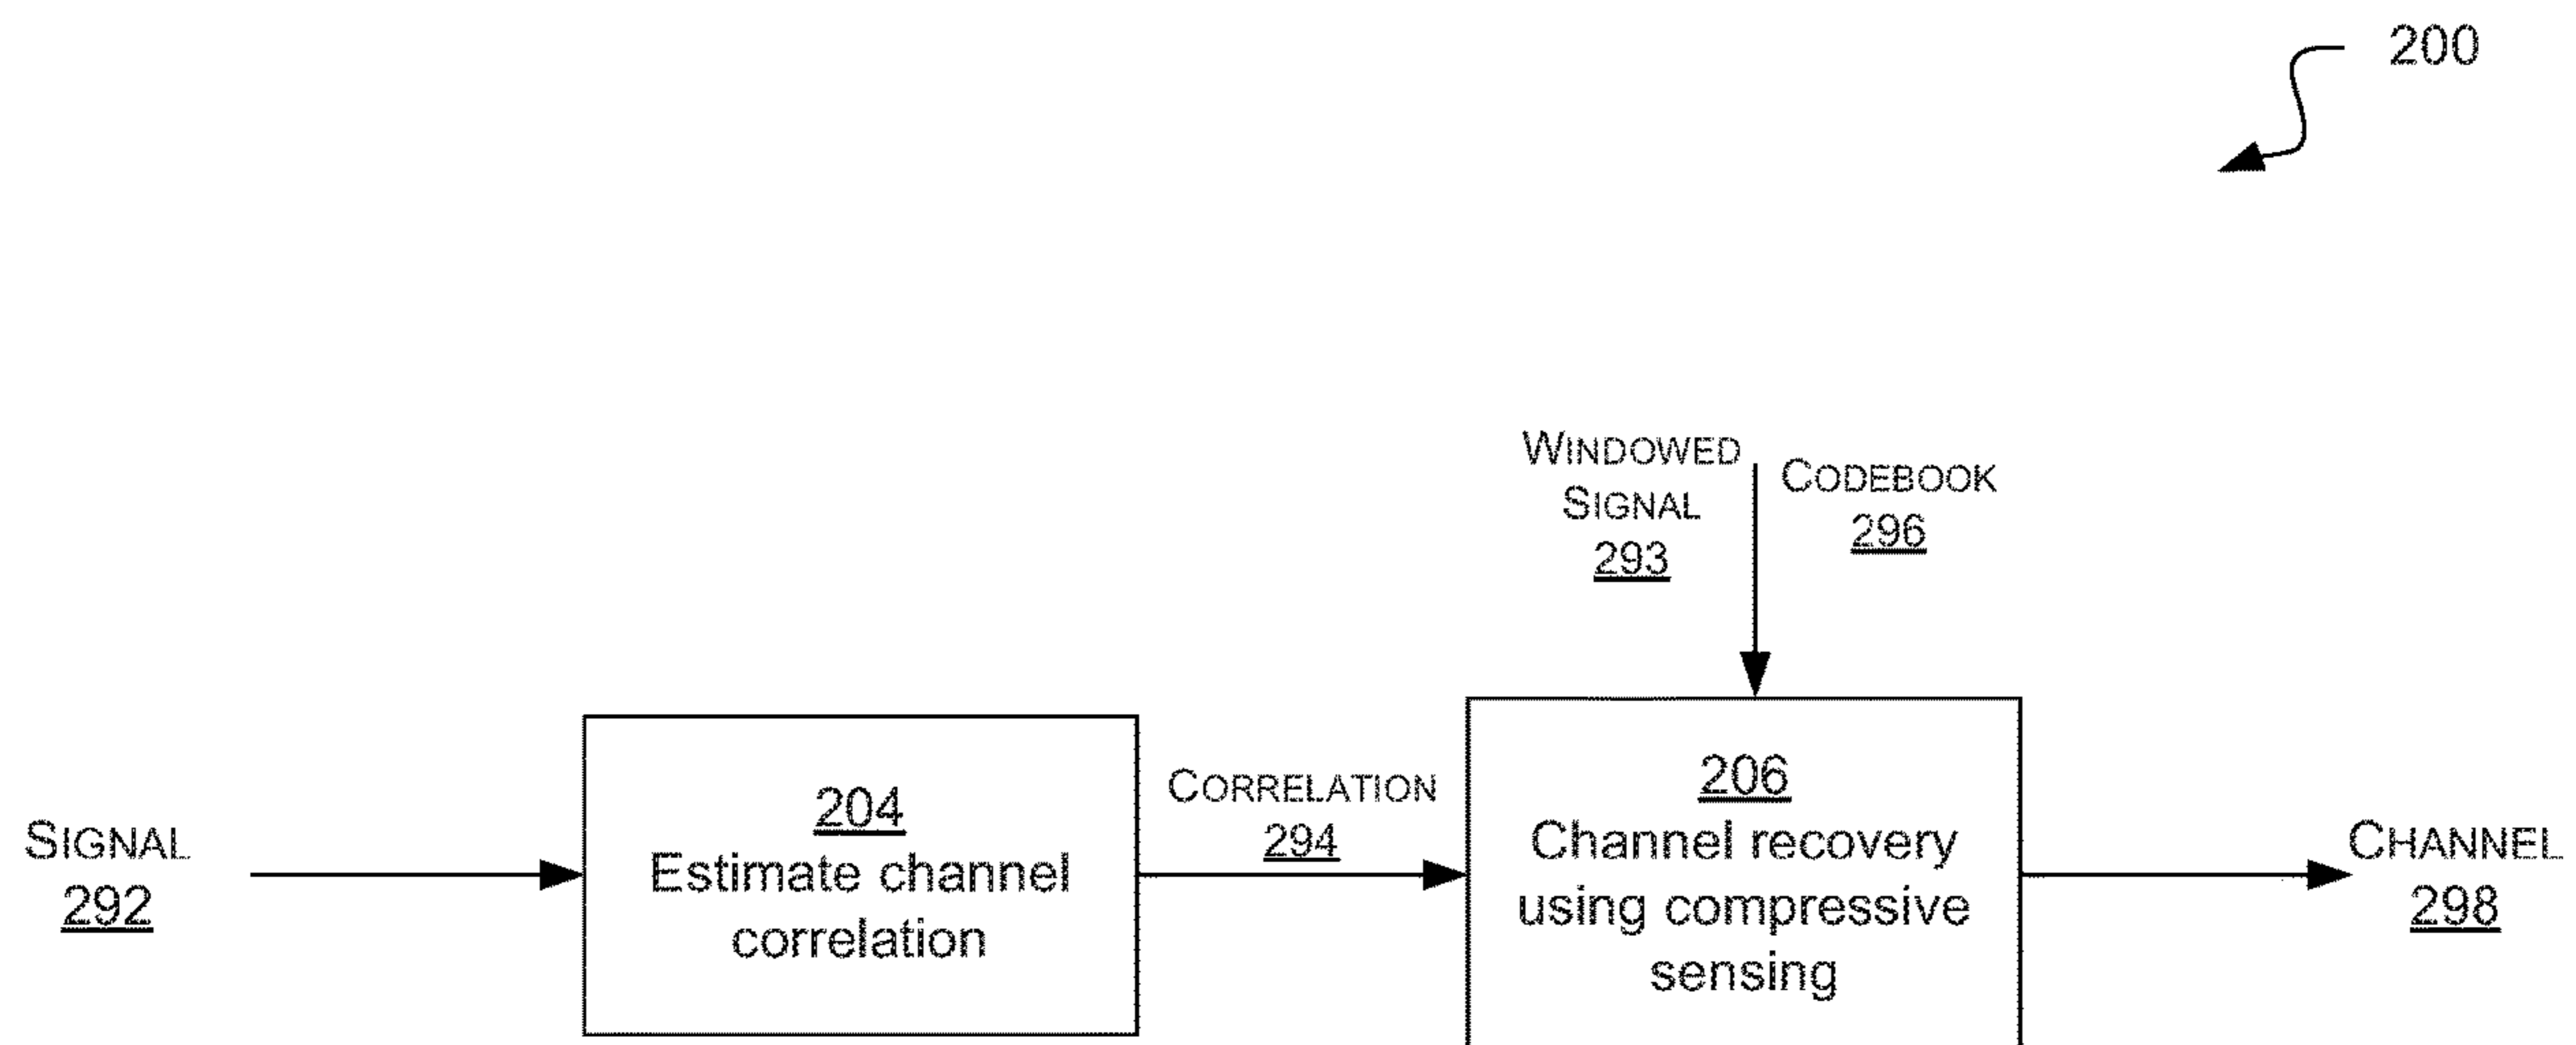 200
WINDOWED
SIGNAL
293
CODEBOOK
296
SIGNAL
292
204
Estimate channel
correlation
CORRELATION
294
206
Channel recovery
using compressive
sensing
CHANNEL
298